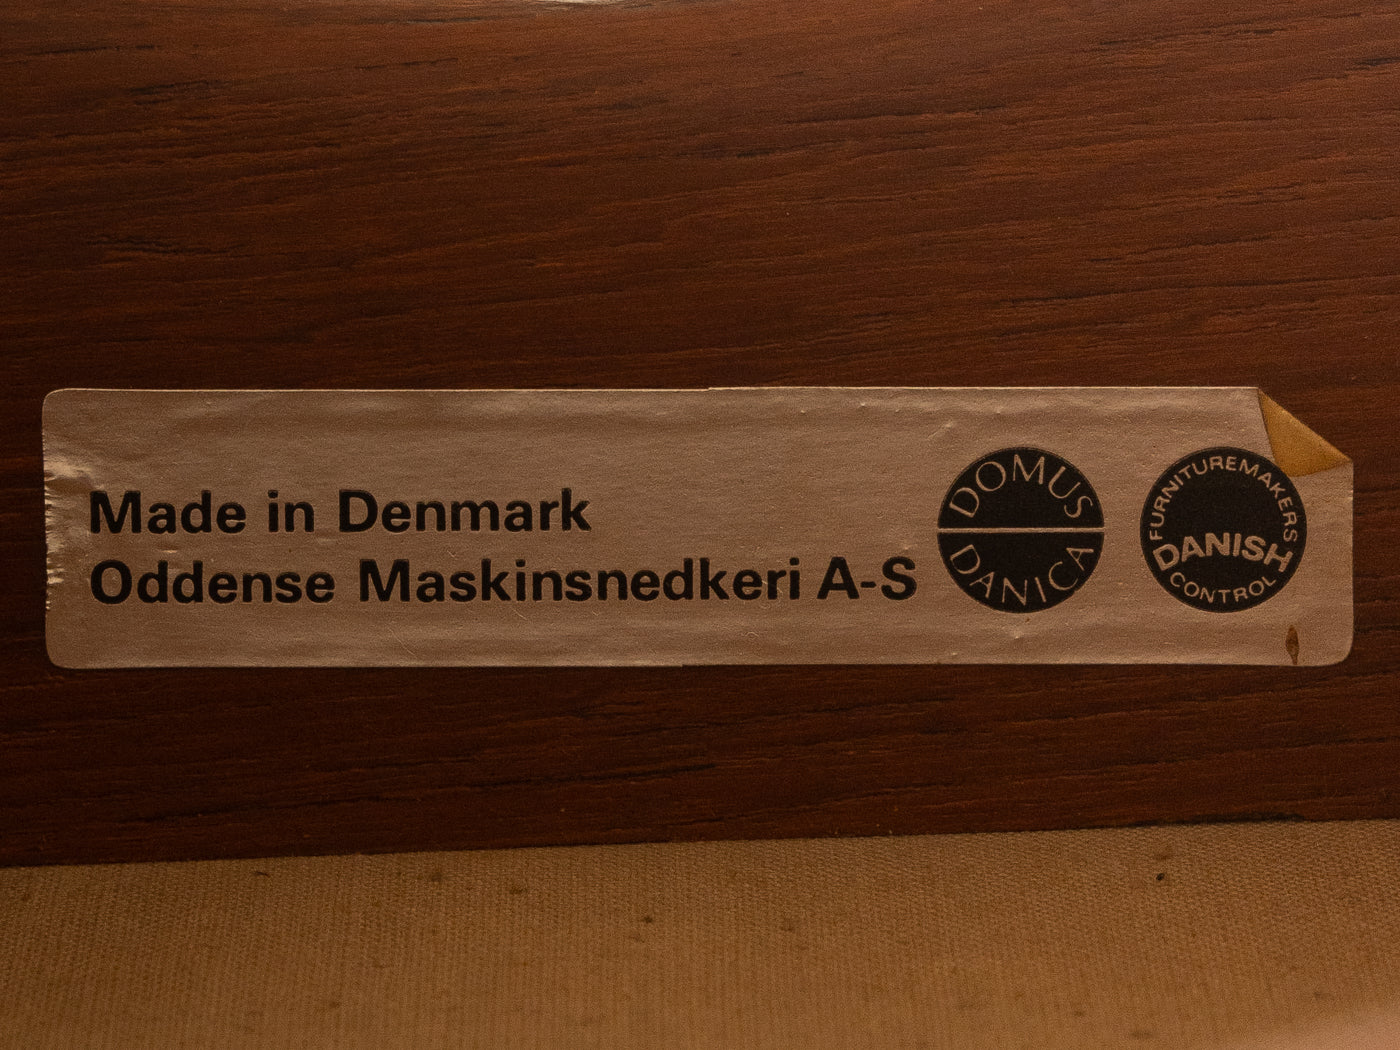 Made in Denmark
Oddense Maskinsnedkeri A-S
DOMUS
DANICA
FURNITUREMAKERS
DANISH
CONTROL